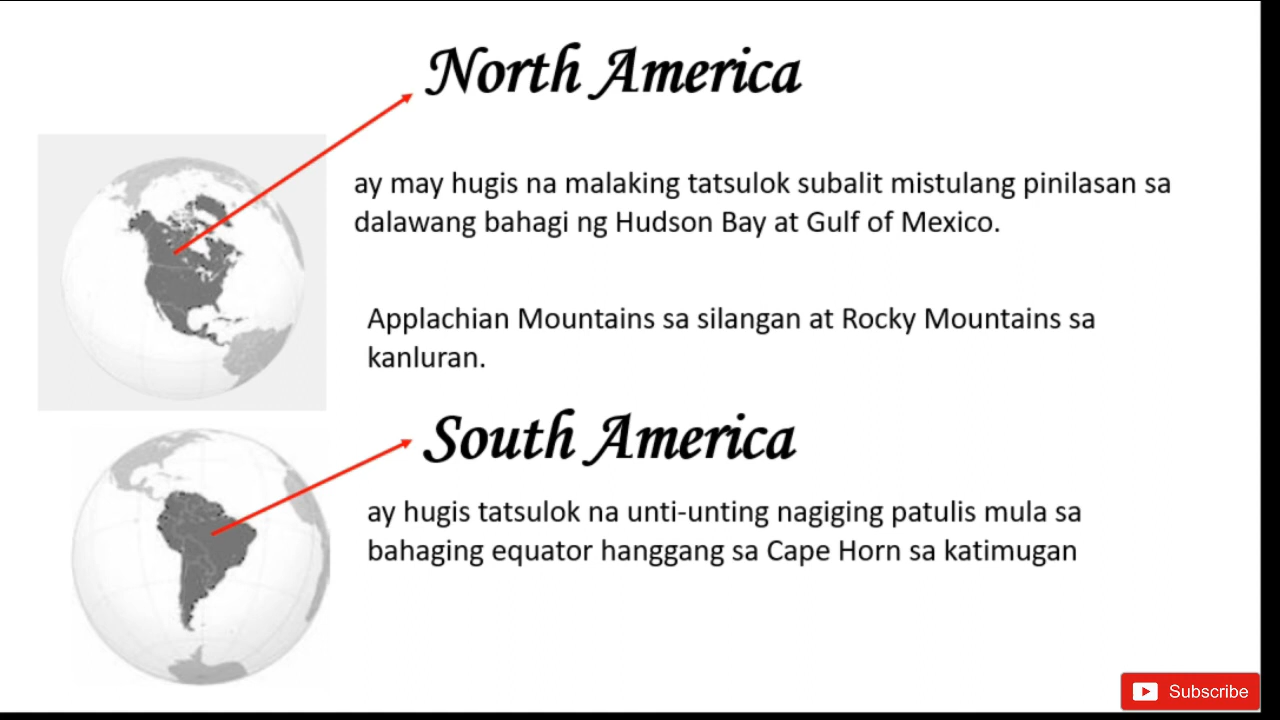 North America
ay may hugis na malaking tatsulok subalit mistulang pinilasan sa
dalawang bahagi ng Hudson Bay at Gulf of Mexico.
Applachian Mountains sa silangan at Rocky Mountains sa
kanluran.
South America
ay hugis tatsulok na unti-unting nagiging patulis mula sa
bahaging equator hanggang sa Cape Horn sa katimugan
Subscribe